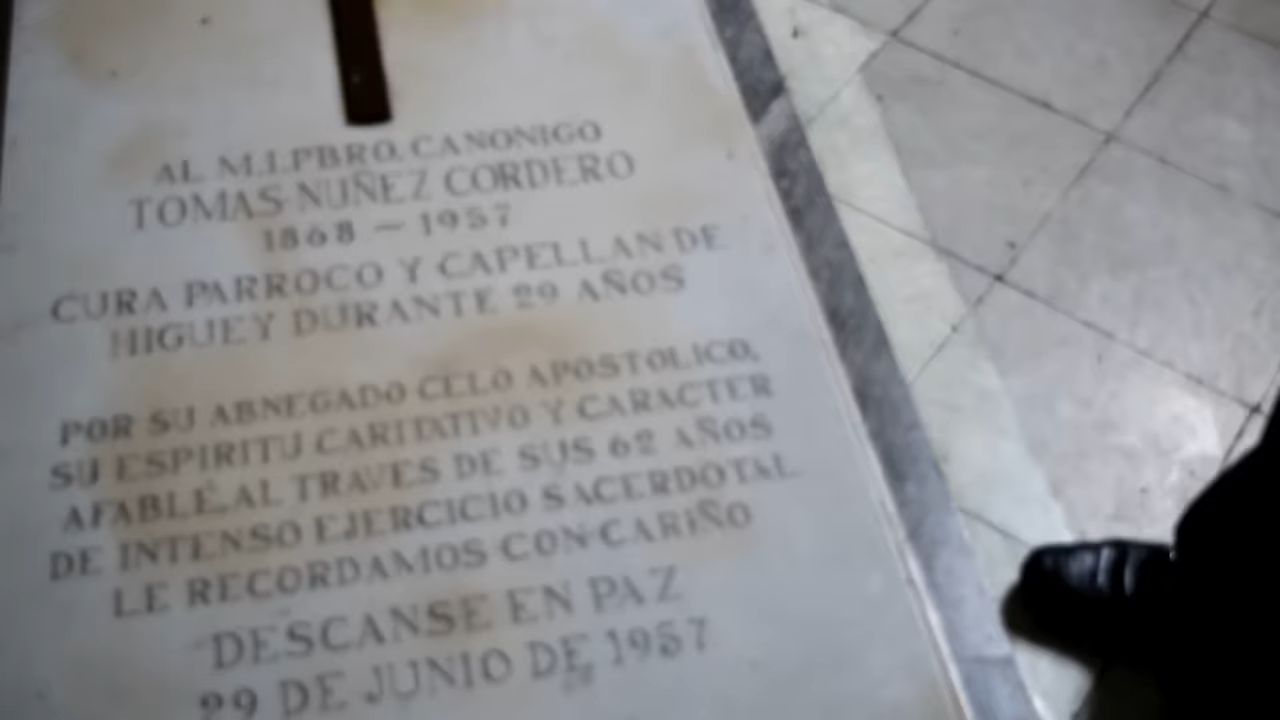 AL M.I.PBRO. CANONIGO
TOMAS NUÑEZ CORDERO
1868 — 1957
CURA PARROCO Y CAPELLAN DE
HIGUEY DURANTE 29 AÑOS
POR SU ABNEGADO CELO APOSTOLICO,
SU ESPIRITU CARITATIVO Y CARACTER
AFABLE, AL TRAVES DE SUS 62 AÑOS
DE INTENSO EJERCICIO SACERDOTAL
LE RECORDAMOS CON CARIÑO
DESCANSE EN PAZ
29 DE JUNIO DE 1957